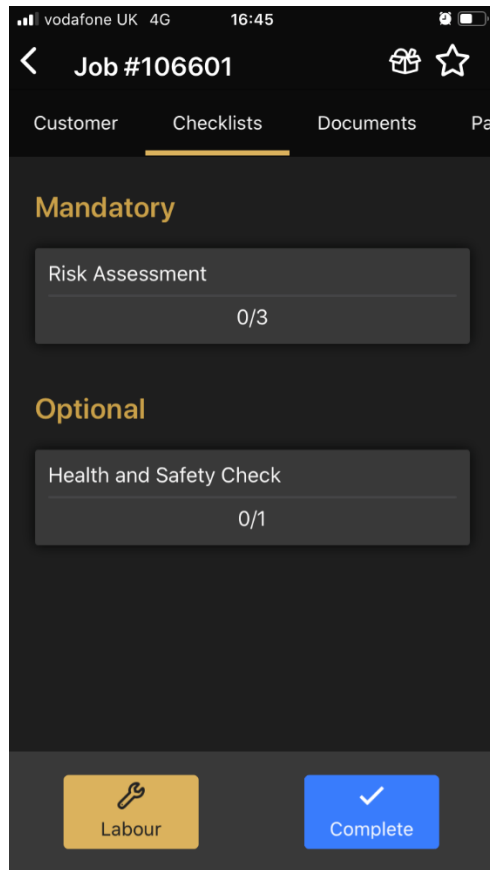 vodafone UK 4G 16:45
Job #106601
Customer Checklists Documents Pa
Mandatory
Risk Assessment
0/3
Optional
Health and Safety Check
0/1
Labour Complete